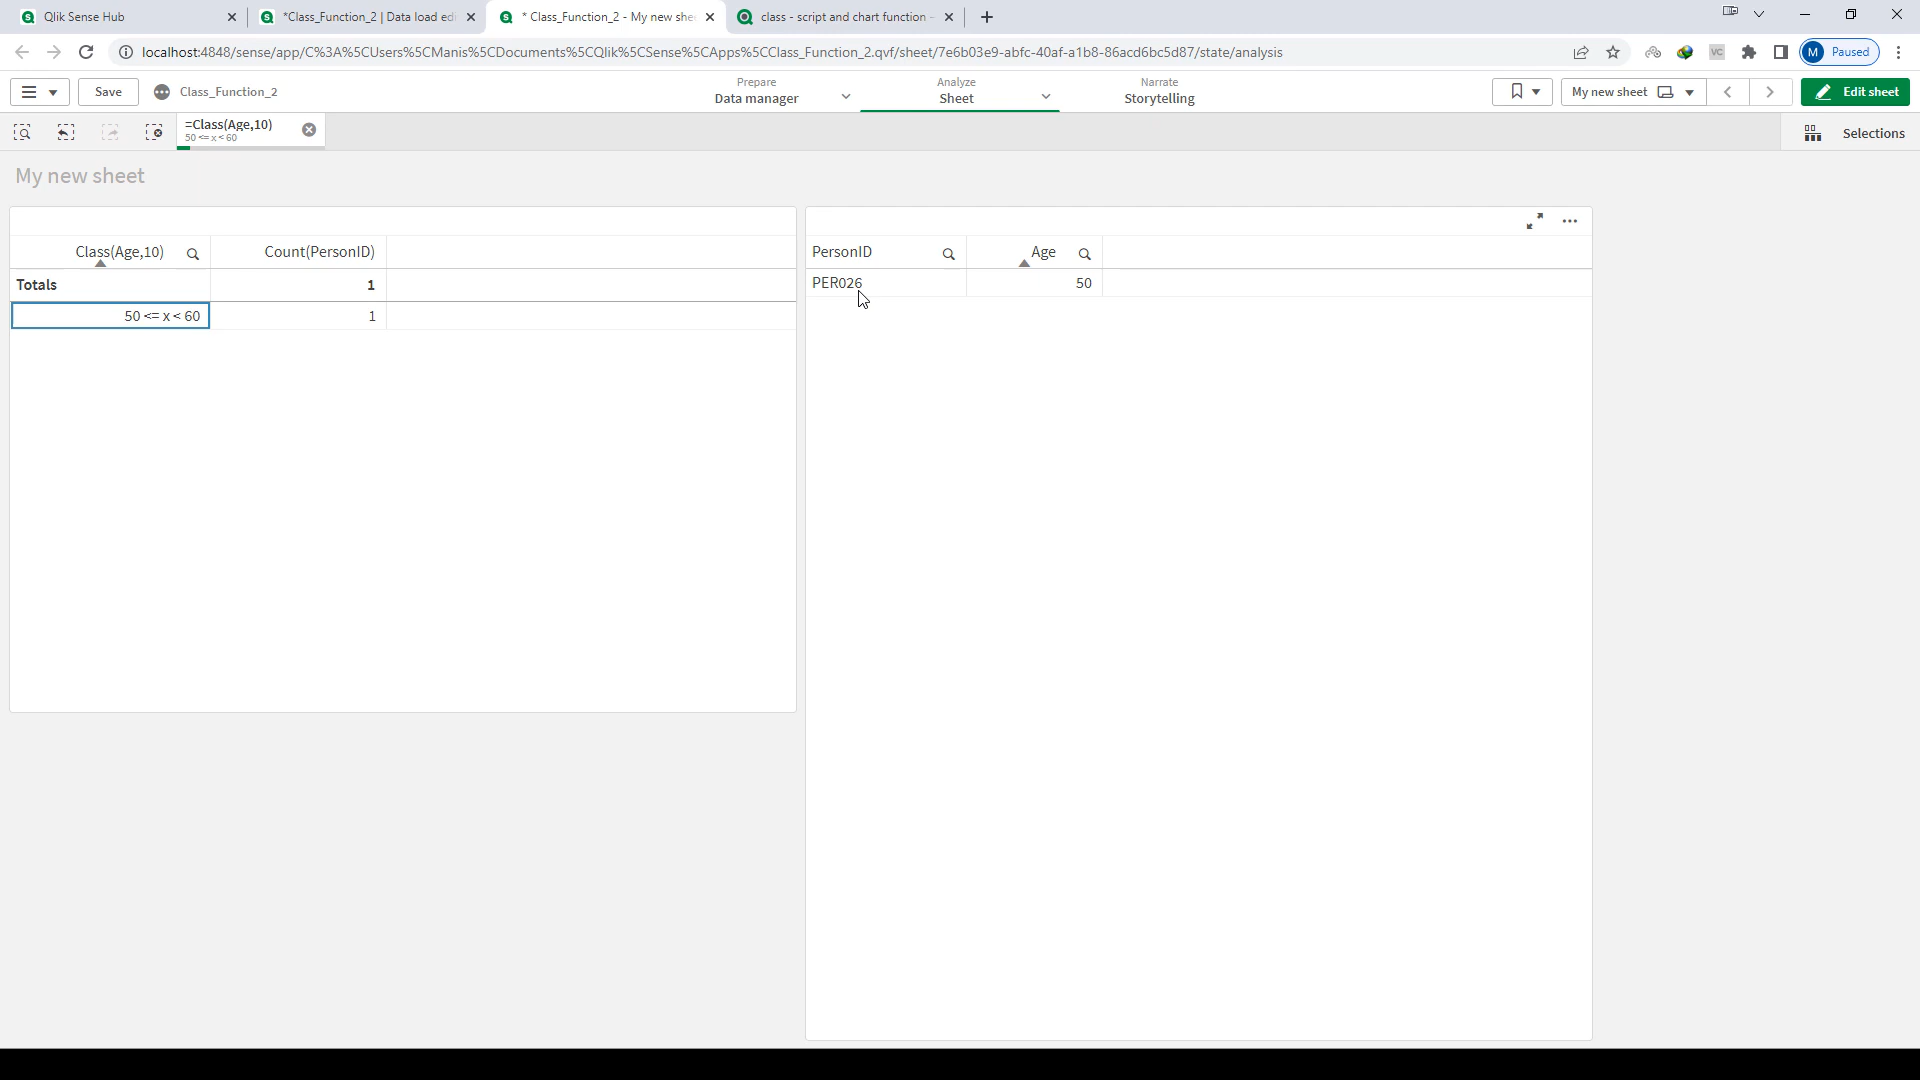 Qlik Sense Hub
*Class_Function_2 | Data load edi
* Class_Function_2 - My new she
class - script and chart function -
localhost:4848/sense/app/C%3A%5CUsers%5CManis%5CDocuments%5CQlik%5CSense%5CApps%5CClass_Function_2.qvf/sheet/7e6b03e9-abfc-40af-a1b8-86acd6bc5d87/state/analysis
VC
M Paused
Save
Class_Function_2
Prepare
Data manager
Analyze
Sheet
Narrate
Storytelling
My new sheet
Edit sheet
=Class(Age,10)
50 <= x < 60
Selections
My new sheet
Class(Age,10) Count(PersonID)
Totals 1
50 <= x < 60 1
PersonID Age
PER026 50